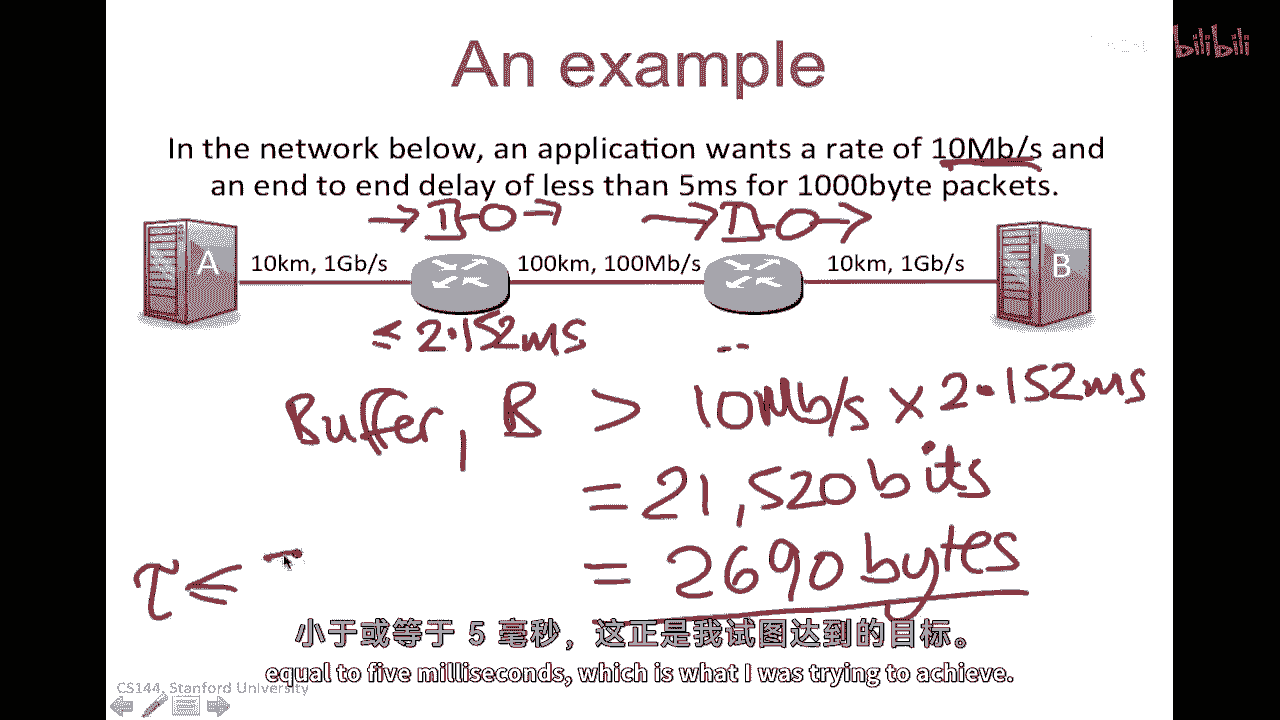 bilibili
An example
In the network below, an application wants a rate of 10Mb/s and
an end to end delay of less than 5ms for 1000byte packets.
A
10km, 1Gb/s
100km, 100Mb/s
10km, 1Gb/s
B
≤ 2.152ms
--
Buffer, B > 10Mb/s × 2.152ms
= 21,520 bits
= 2690 bytes
τ ≤
小于或等于 5 毫秒，这正是我试图达到的目标。
equal to five milliseconds, which is what I was trying to achieve.
CS144, Stanford University